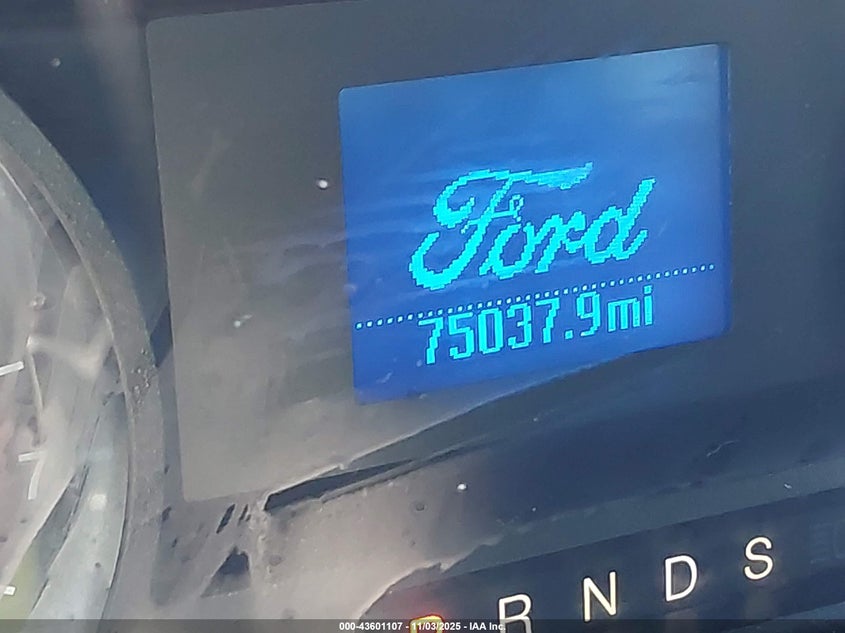 Ford
75037.9mi
P R N D S
000-43601107 - 11/03/2025 - IAA Inc.